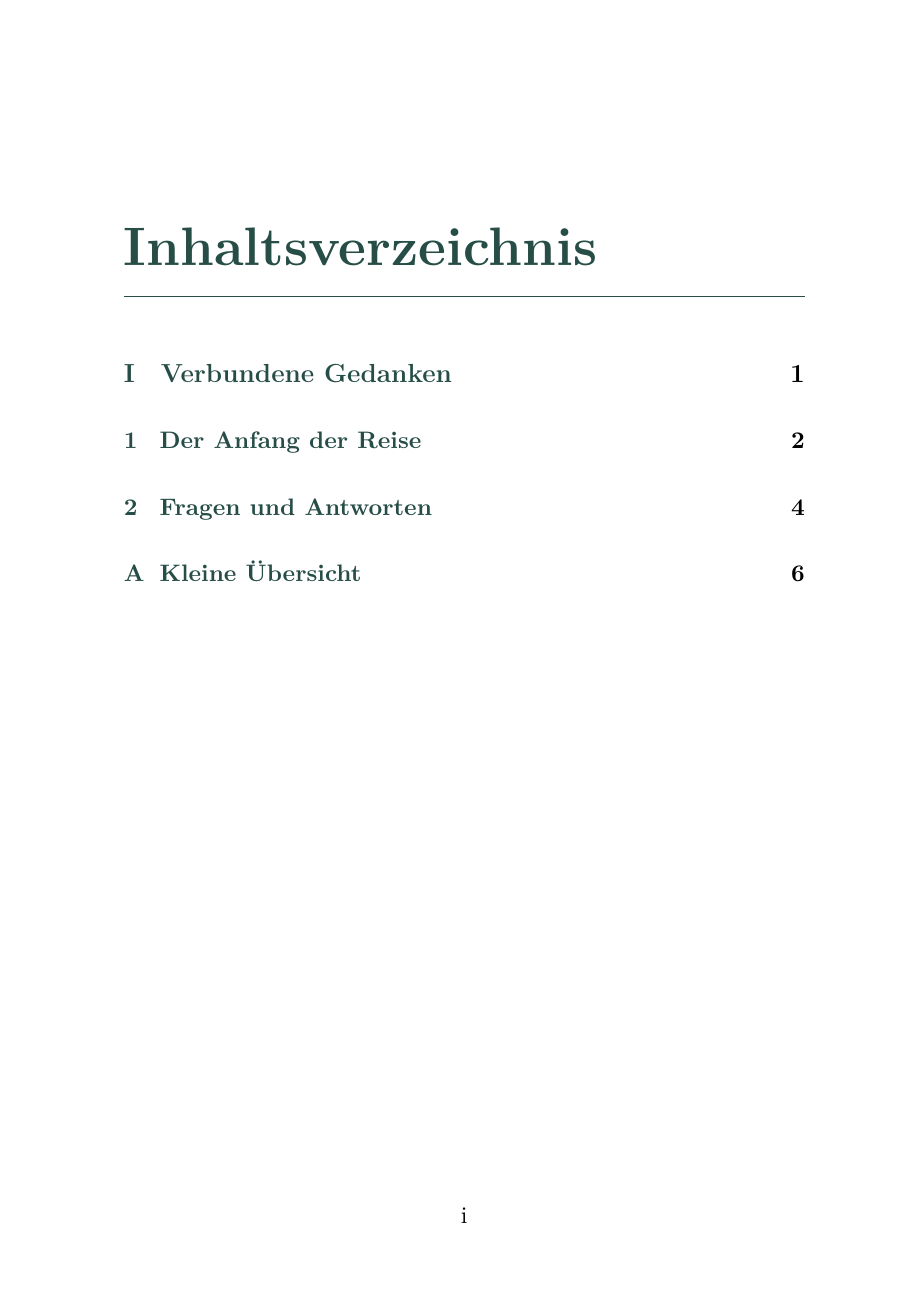 Inhaltsverzeichnis
I Verbundene Gedanken 1
1 Der Anfang der Reise 2
2 Fragen und Antworten 4
A Kleine Übersicht 6
i